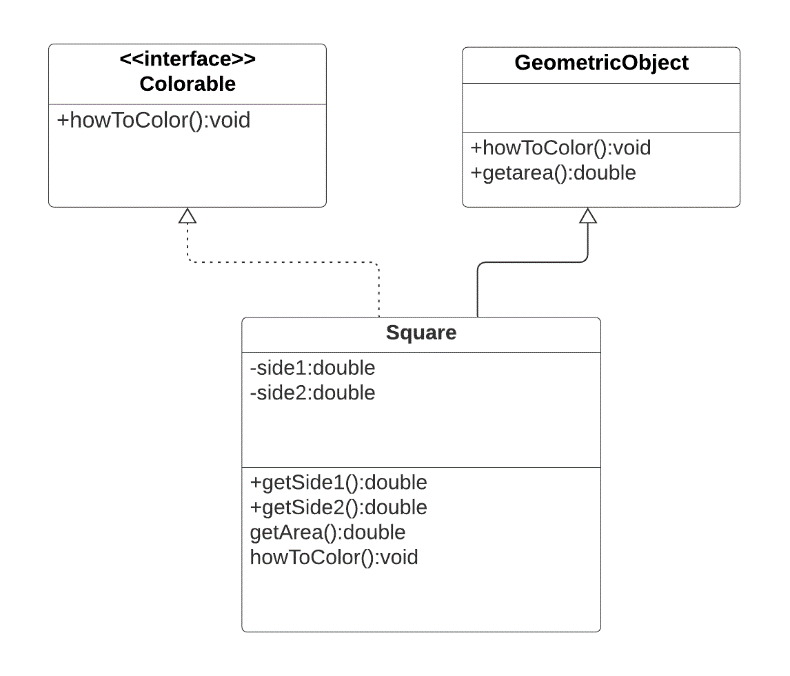 <<interface>>
Colorable
+howToColor():void
GeometricObject
+howToColor():void
+getarea():double
Square
-side1:double
-side2:double
+getSide1():double
+getSide2():double
getArea():double
howToColor():void